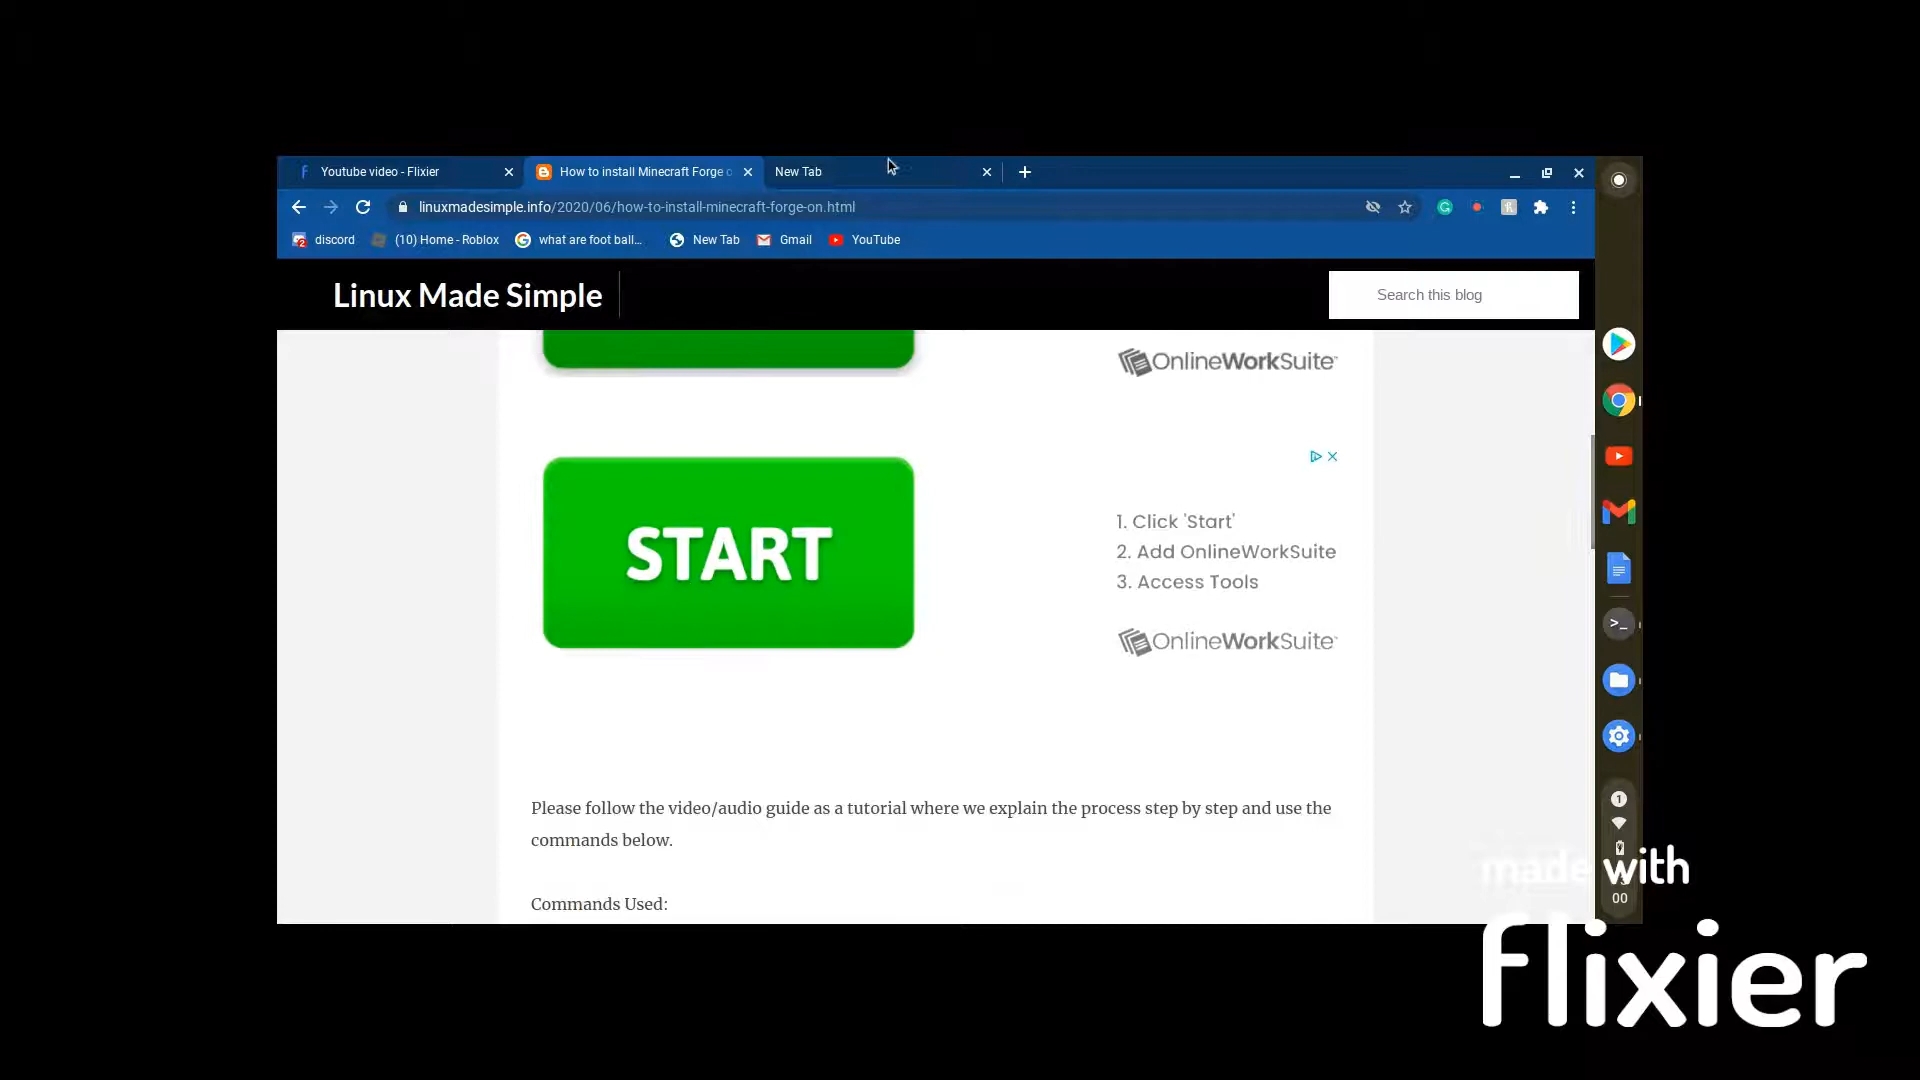 Youtube video - Flixier
How to install Minecraft Forge o
New Tab
linuxmadesimple.info/2020/06/how-to-install-minecraft-forge-on.html
discord
(10) Home - Roblox
what are foot ball...
New Tab
Gmail
YouTube
Linux Made Simple
Search this blog
OnlineWorkSuite
START
1. Click 'Start'
2. Add OnlineWorkSuite
3. Access Tools
OnlineWorkSuite
Please follow the video/audio guide as a tutorial where we explain the process step by step and use the
commands below.
Commands Used:
1
00
made with
flixier